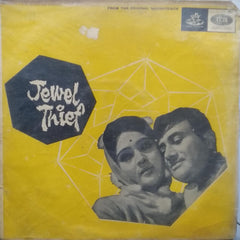 FROM THE ORIGINAL SOUNDTRACK
Jewel
Thief